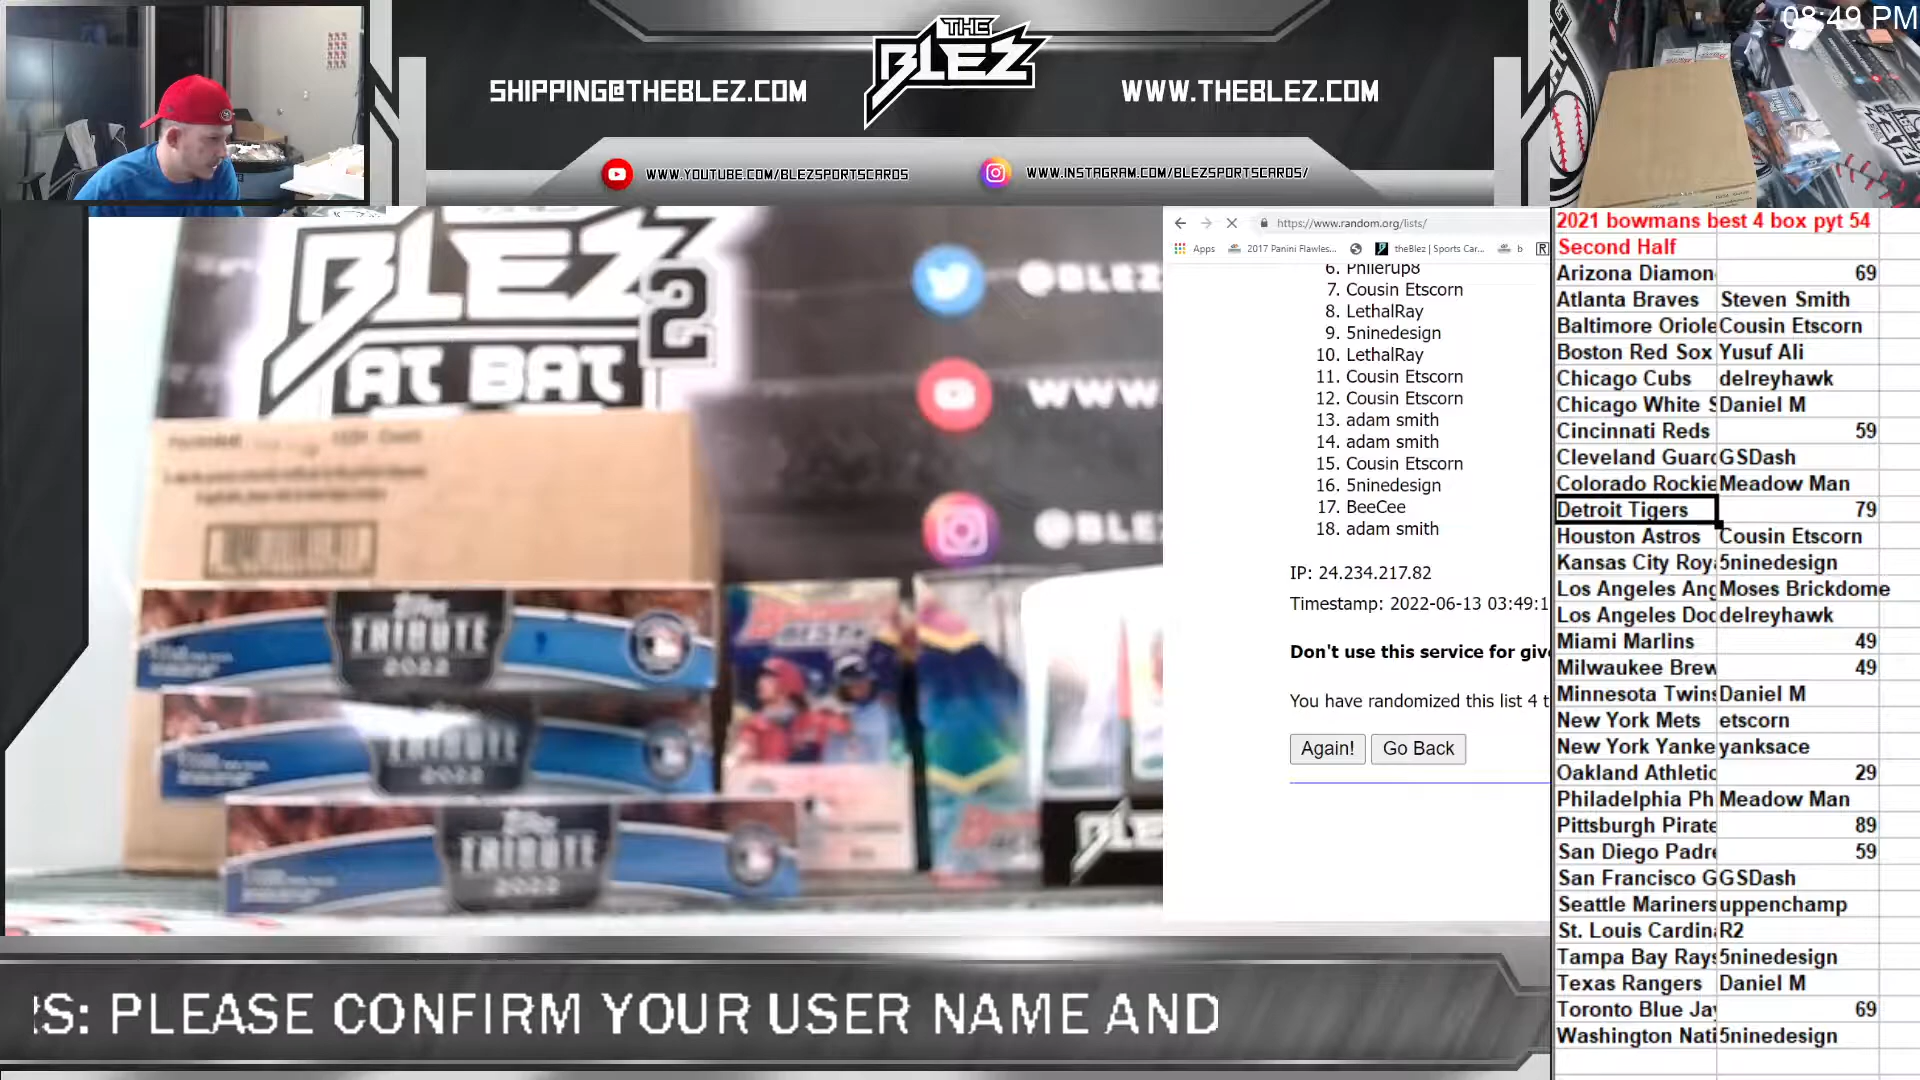 THE
BLEZ
SHIPPING@THEBLEZ.COM
WWW.THEBLEZ.COM
WWW.YOUTUBE.COM/BLEZSPORTSCARDS
WWW.INSTAGRAM.COM/BLEZSPORTSCARDS/
08:49 PM
BLEZ 2
AT BAT
@BLEZ
WWW.
@BLE
TRIBUTE
2022
TRIBUTE
2022
TRIBUTE
2022
BEST
BLEZ
https://www.random.org/lists/
Apps
2017 Panini Flawles...
theBlez | Sports Car...
b
6. Philerup8
7. Cousin Etscorn
8. LethalRay
9. 5ninedesign
10. LethalRay
11. Cousin Etscorn
12. Cousin Etscorn
13. adam smith
14. adam smith
15. Cousin Etscorn
16. 5ninedesign
17. BeeCee
18. adam smith
IP: 24.234.217.82
Timestamp: 2022-06-13 03:49:1
Don't use this service for give
You have randomized this list 4 t
Again! Go Back
2021 bowmans best 4 box pyt 54
Second Half
Arizona Diamon 69
Atlanta Braves Steven Smith
Baltimore Oriole Cousin Etscorn
Boston Red Sox Yusuf Ali
Chicago Cubs delreyhawk
Chicago White S Daniel M
Cincinnati Reds 59
Cleveland Guard GSDash
Colorado Rockie Meadow Man
Detroit Tigers 79
Houston Astros Cousin Etscorn
Kansas City Roya 5ninedesign
Los Angeles Ang Moses Brickdome
Los Angeles Dod delreyhawk
Miami Marlins 49
Milwaukee Brew 49
Minnesota Twins Daniel M
New York Mets etscorn
New York Yanke yanksace
Oakland Athletic 29
Philadelphia Ph Meadow Man
Pittsburgh Pirate 89
San Diego Padre 59
San Francisco G GSDash
Seattle Mariners uppenchamp
St. Louis Cardina R2
Tampa Bay Rays 5ninedesign
Texas Rangers Daniel M
Toronto Blue Jay 69
Washington Nati 5ninedesign
S: PLEASE CONFIRM YOUR USER NAME AND